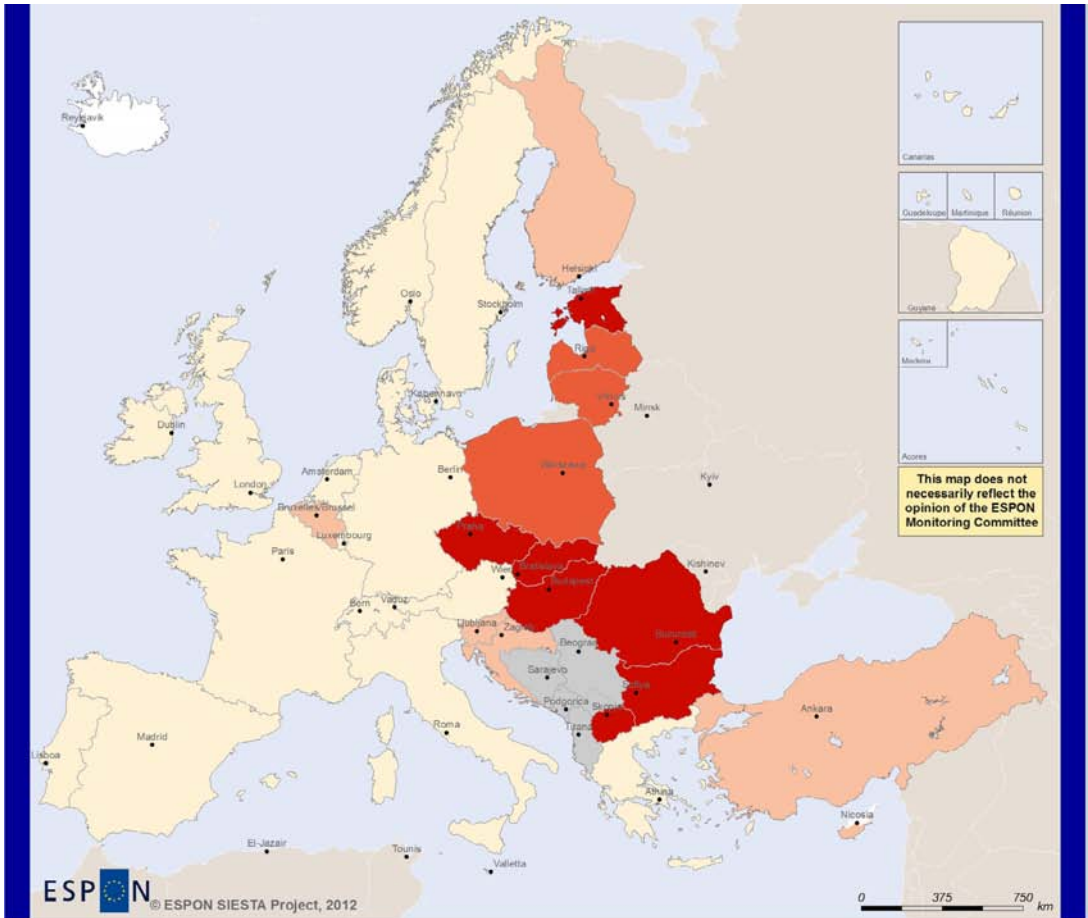 Reykjavik
Canarias
Guadeloupe
Martinique
Réunion
Guyane
Madeira
Acores
This map does not
necessarily reflect the
opinion of the ESPON
Monitoring Committee
Helsinki
Tallinn
Oslo
Stockholm
Riga
København
Vilnius
Minsk
Dublin
Amsterdam
Berlin
Warszawa
Kyiv
London
Bruxelles/Brussel
Praha
Luxembourg
Paris
Wien
Bratislava
Budapest
Kishinev
Bern
Vaduz
Ljubljana
Zagreb
Beograd
Bucuresti
Sarajevo
Sofiya
Podgorica
Skopje
Tirana
Ankara
Roma
Madrid
Lisboa
Athina
Nicosia
El-Jazair
Tounis
Valletta
ESPON
© ESPON SIESTA Project, 2012
0 375 750
km